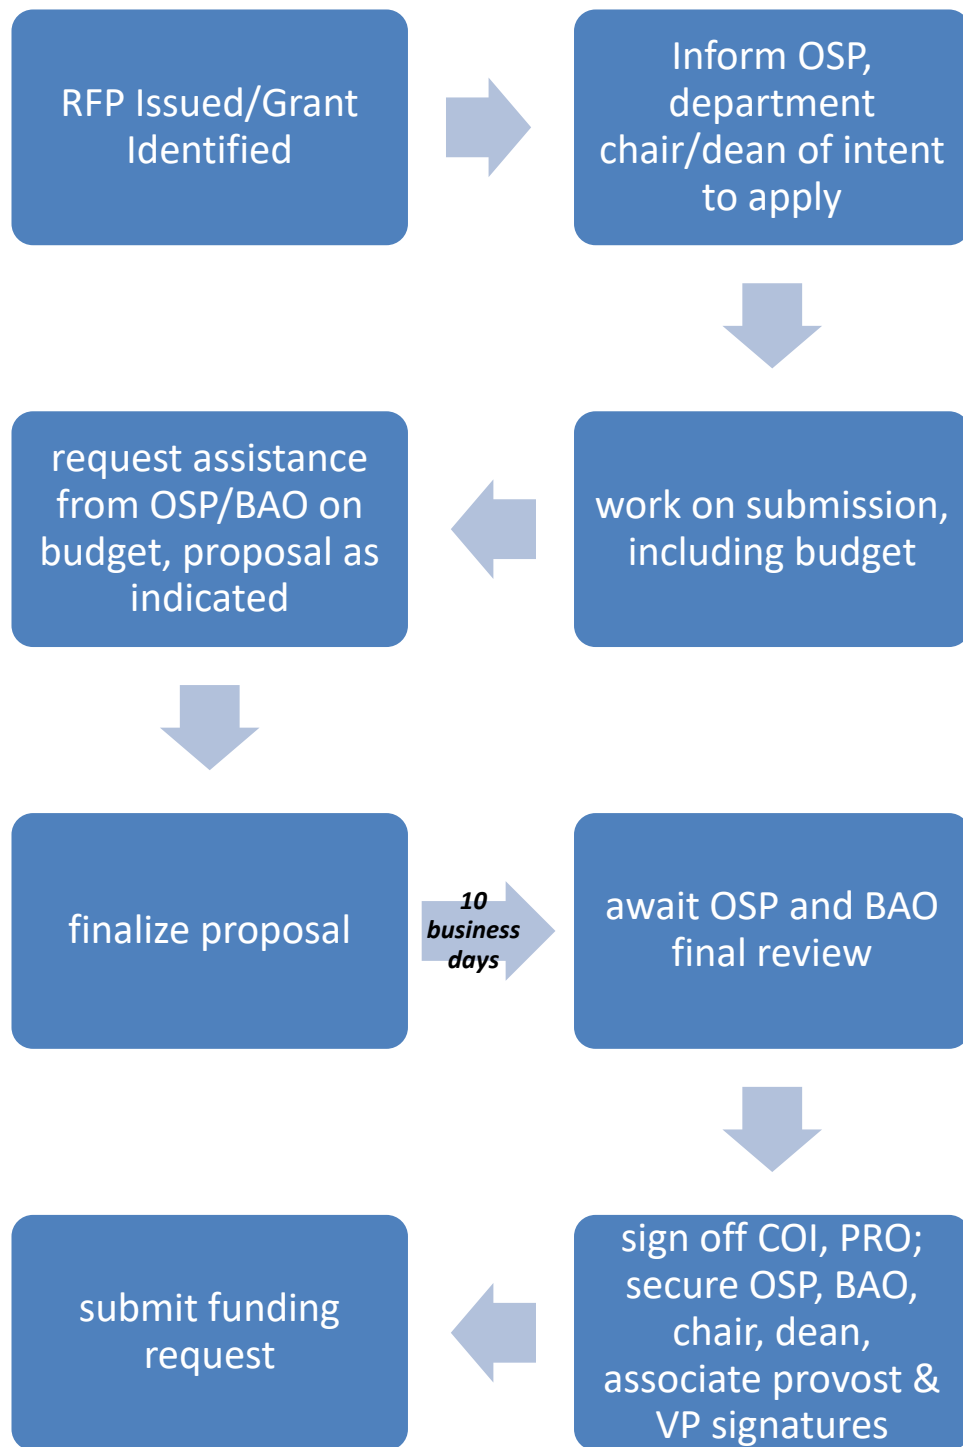 RFP Issued/Grant
Identified
Inform OSP,
department
chair/dean of intent
to apply
work on submission,
including budget
request assistance
from OSP/BAO on
budget, proposal as
indicated
finalize proposal
10
business
days
await OSP and BAO
final review
sign off COI, PRO;
secure OSP, BAO,
chair, dean,
associate provost &
VP signatures
submit funding
request